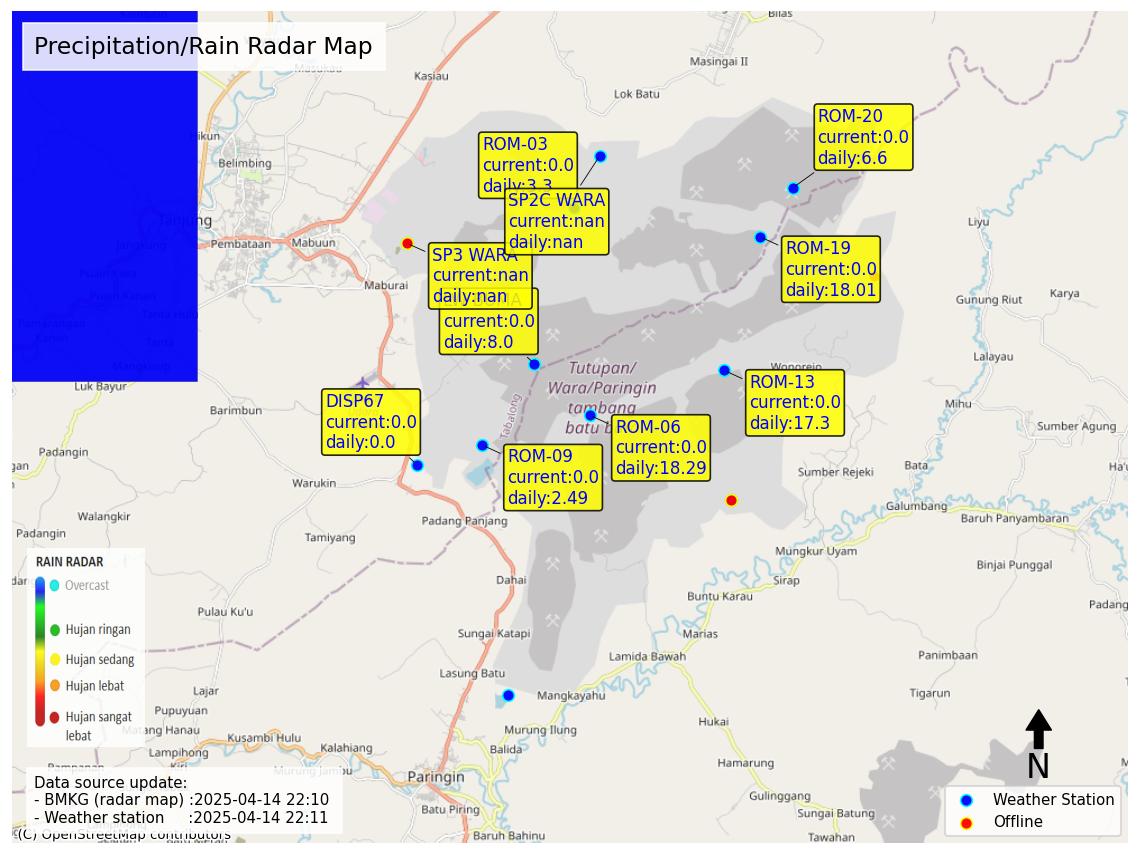 Precipitation/Rain Radar Map
Bilas
Masingai II
Kasiau
Lok Batu
Hikun
Belimbing
Tanjung
Pembataan
Mabuun
Maburai
Liyu
Gunung Riut
Karya
Lalayau
Mihu
Sumber Agung
Luk Bayur
Barimbun
Warukin
Walangkir
Padangin
Tamiyang
Padang Panjang
Dahai
Sumber Rejeki
Bata
Galumbang
Baruh Panyambaran
Mungkur Uyam
Binjai Punggal
Sirap
Buntu Karau
Marias
Lamida Bawah
Panimbaan
Tigarun
Pulau Ku'u
Sungai Katapi
Lasung Batu
Mangkayahu
Murung Ilung
Hukai
Hamarung
Gulinggang
Sungai Batung
Tawahan
Lajar
Pupuyuan
Matang Hanau
Lampihong
Kusambi Hulu
Kalahiang
Balida
Paringin
Batu Piring
Baruh Bahinu
Tabalong
Tutupan/
Wara/Paringin
tambang
batu b
ROM-03
current:0.0
daily:3.3
SP2C WARA
current:nan
daily:nan
SP3 WARA
current:nan
daily:nan
current:0.0
daily:8.0
ROM-20
current:0.0
daily:6.6
ROM-19
current:0.0
daily:18.01
ROM-13
current:0.0
daily:17.3
ROM-06
current:0.0
daily:18.29
ROM-09
current:0.0
daily:2.49
DISP67
current:0.0
daily:0.0
RAIN RADAR
Overcast
Hujan ringan
Hujan sedang
Hujan lebat
Hujan sangat
lebat
Data source update:
- BMKG (radar map) :2025-04-14 22:10
- Weather station :2025-04-14 22:11
(C) OpenStreetMap contributors
N
Weather Station
Offline